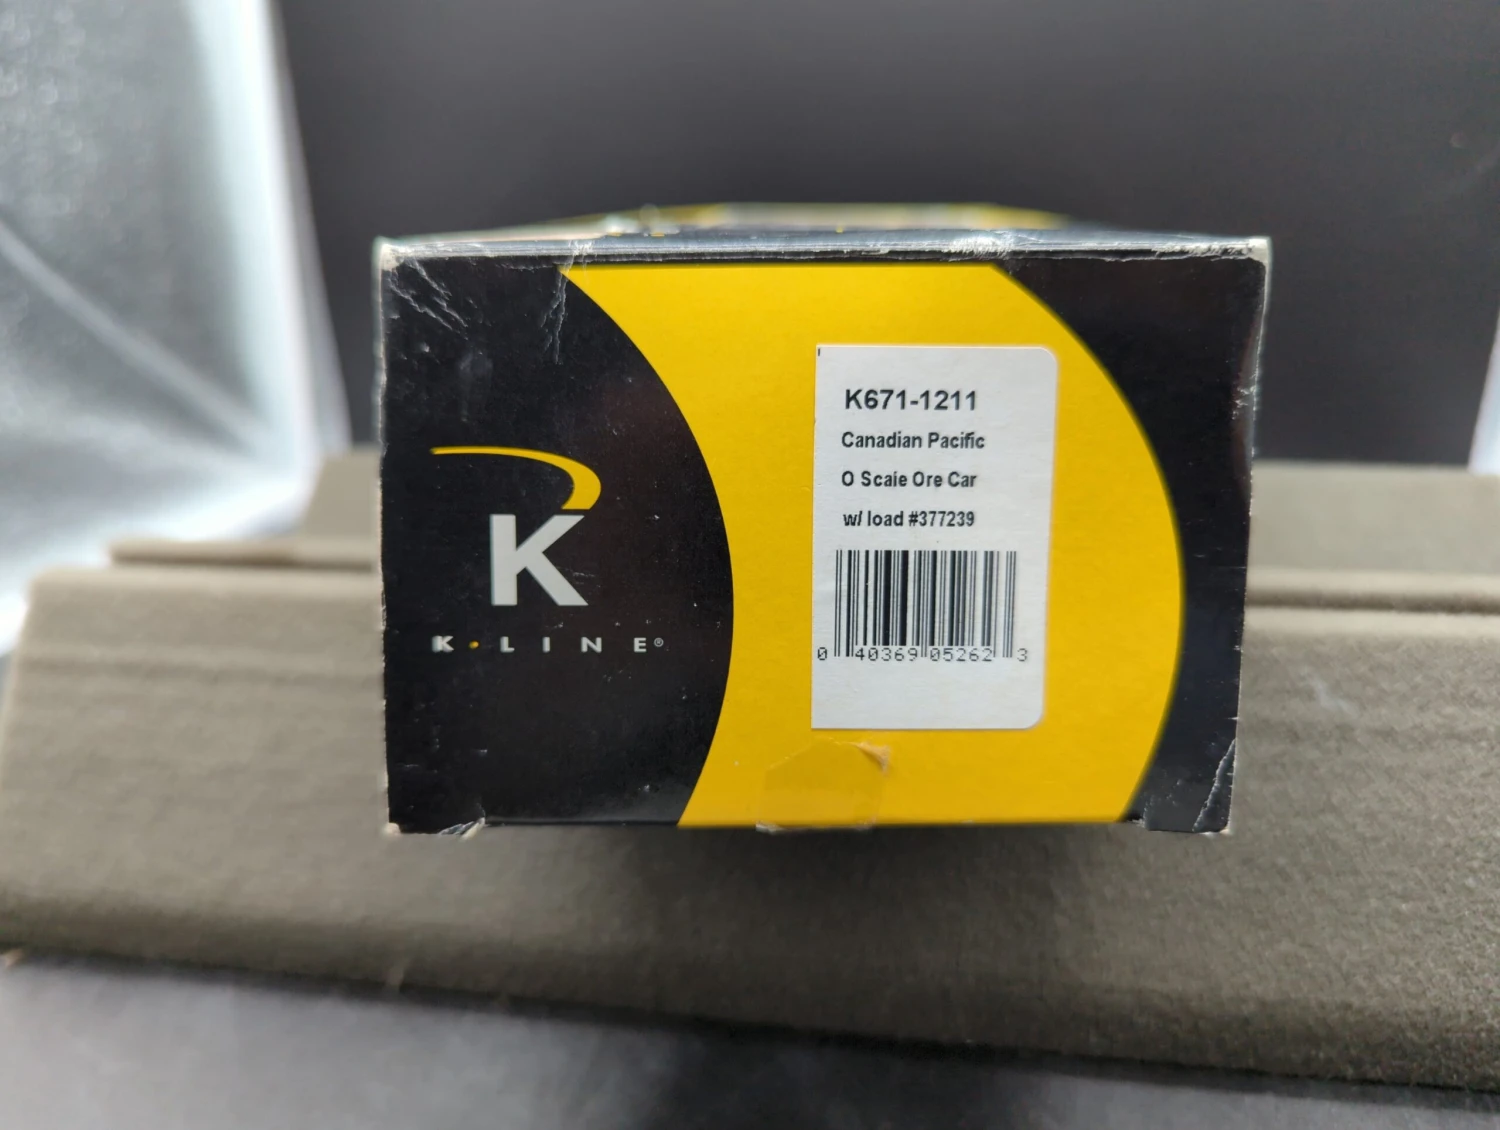 K
K·LINE®
K671-1211
Canadian Pacific
O Scale Ore Car
w/ load #377239
0 40369 05262 3